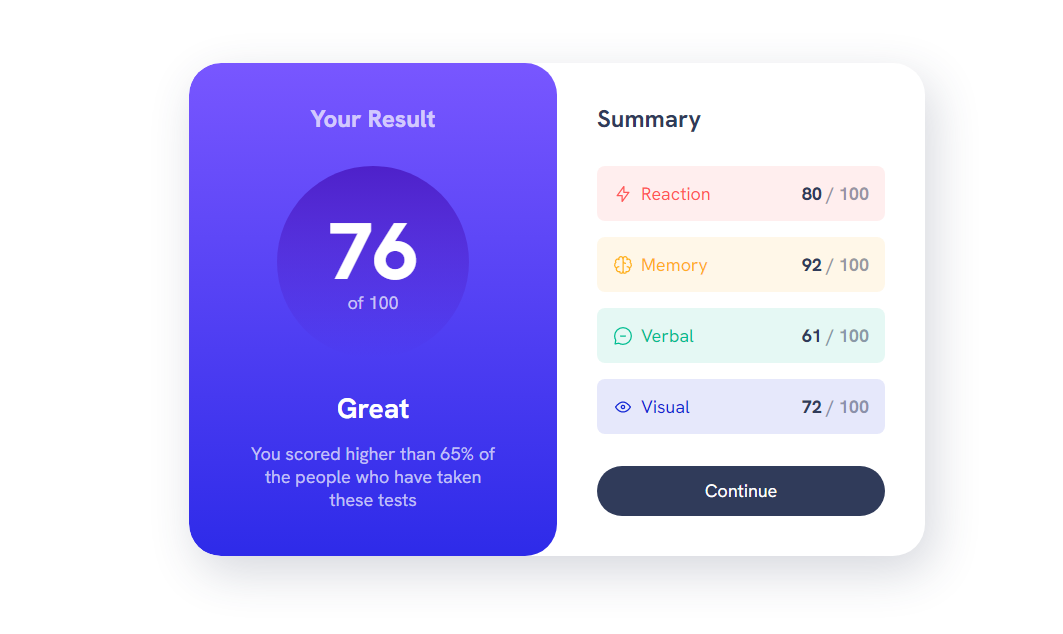 Your Result
76
of 100
Great
You scored higher than 65% of
the people who have taken
these tests
Summary
Reaction 80 / 100
Memory 92 / 100
Verbal 61 / 100
Visual 72 / 100
Continue